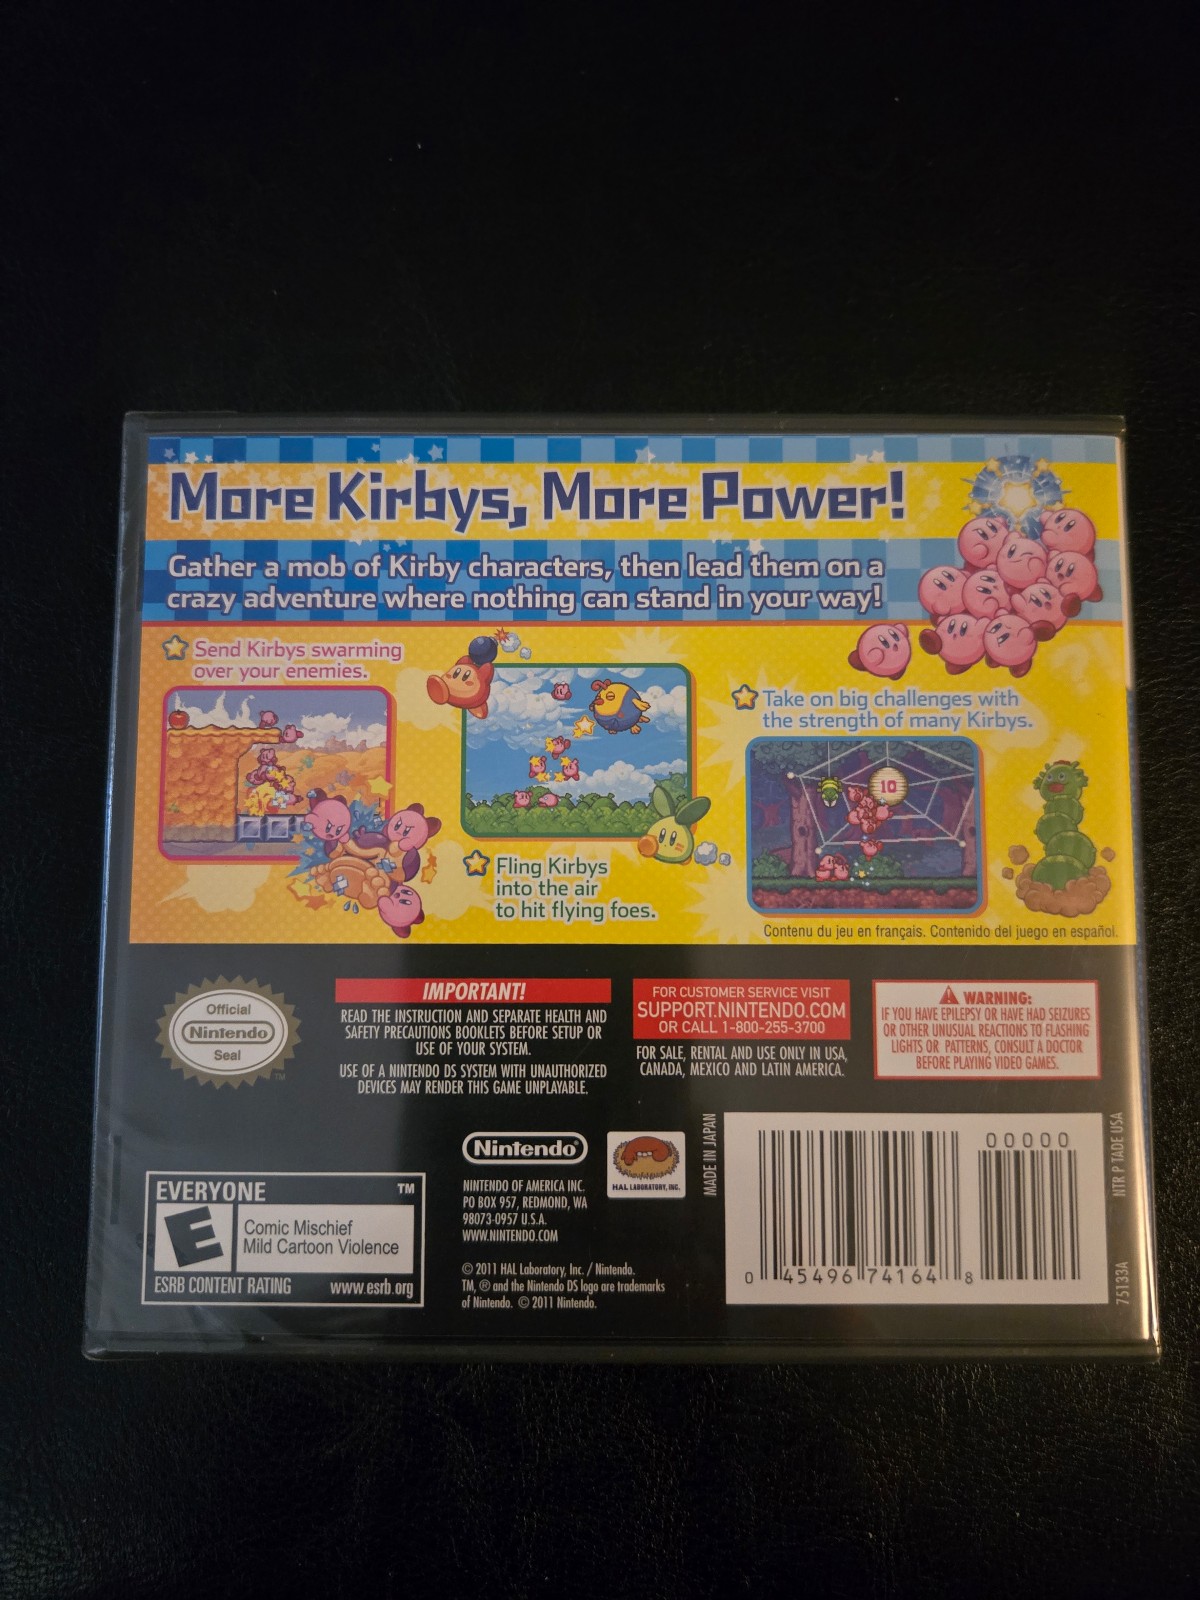 More Kirbys, More Power!
Gather a mob of Kirby characters, then lead them on a
crazy adventure where nothing can stand in your way!
Send Kirbys swarming
over your enemies.
Fling Kirbys
into the air
to hit flying foes.
Take on big challenges with
the strength of many Kirbys.
10
Contenu du jeu en français. Contenido del juego en español.
Official
Nintendo
Seal
TM
IMPORTANT!
READ THE INSTRUCTION AND SEPARATE HEALTH AND
SAFETY PRECAUTIONS BOOKLETS BEFORE SETUP OR
USE OF YOUR SYSTEM.
USE OF A NINTENDO DS SYSTEM WITH UNAUTHORIZED
DEVICES MAY RENDER THIS GAME UNPLAYABLE.
FOR CUSTOMER SERVICE VISIT
SUPPORT.NINTENDO.COM
OR CALL 1-800-255-3700
FOR SALE, RENTAL AND USE ONLY IN USA,
CANADA, MEXICO AND LATIN AMERICA.
WARNING:
IF YOU HAVE EPILEPSY OR HAVE HAD SEIZURES
OR OTHER UNUSUAL REACTIONS TO FLASHING
LIGHTS OR PATTERNS, CONSULT A DOCTOR
BEFORE PLAYING VIDEO GAMES.
EVERYONE TM
E
Comic Mischief
Mild Cartoon Violence
ESRB CONTENT RATING www.esrb.org
Nintendo®
NINTENDO OF AMERICA INC.
PO BOX 957, REDMOND, WA
98073-0957 U.S.A.
WWW.NINTENDO.COM
HAL LABORATORY, INC.
© 2011 HAL Laboratory, Inc. / Nintendo.
TM, ® and the Nintendo DS logo are trademarks
of Nintendo. © 2011 Nintendo.
MADE IN JAPAN
00000
0 45496 74164 8
NTR P TADE USA
75133A